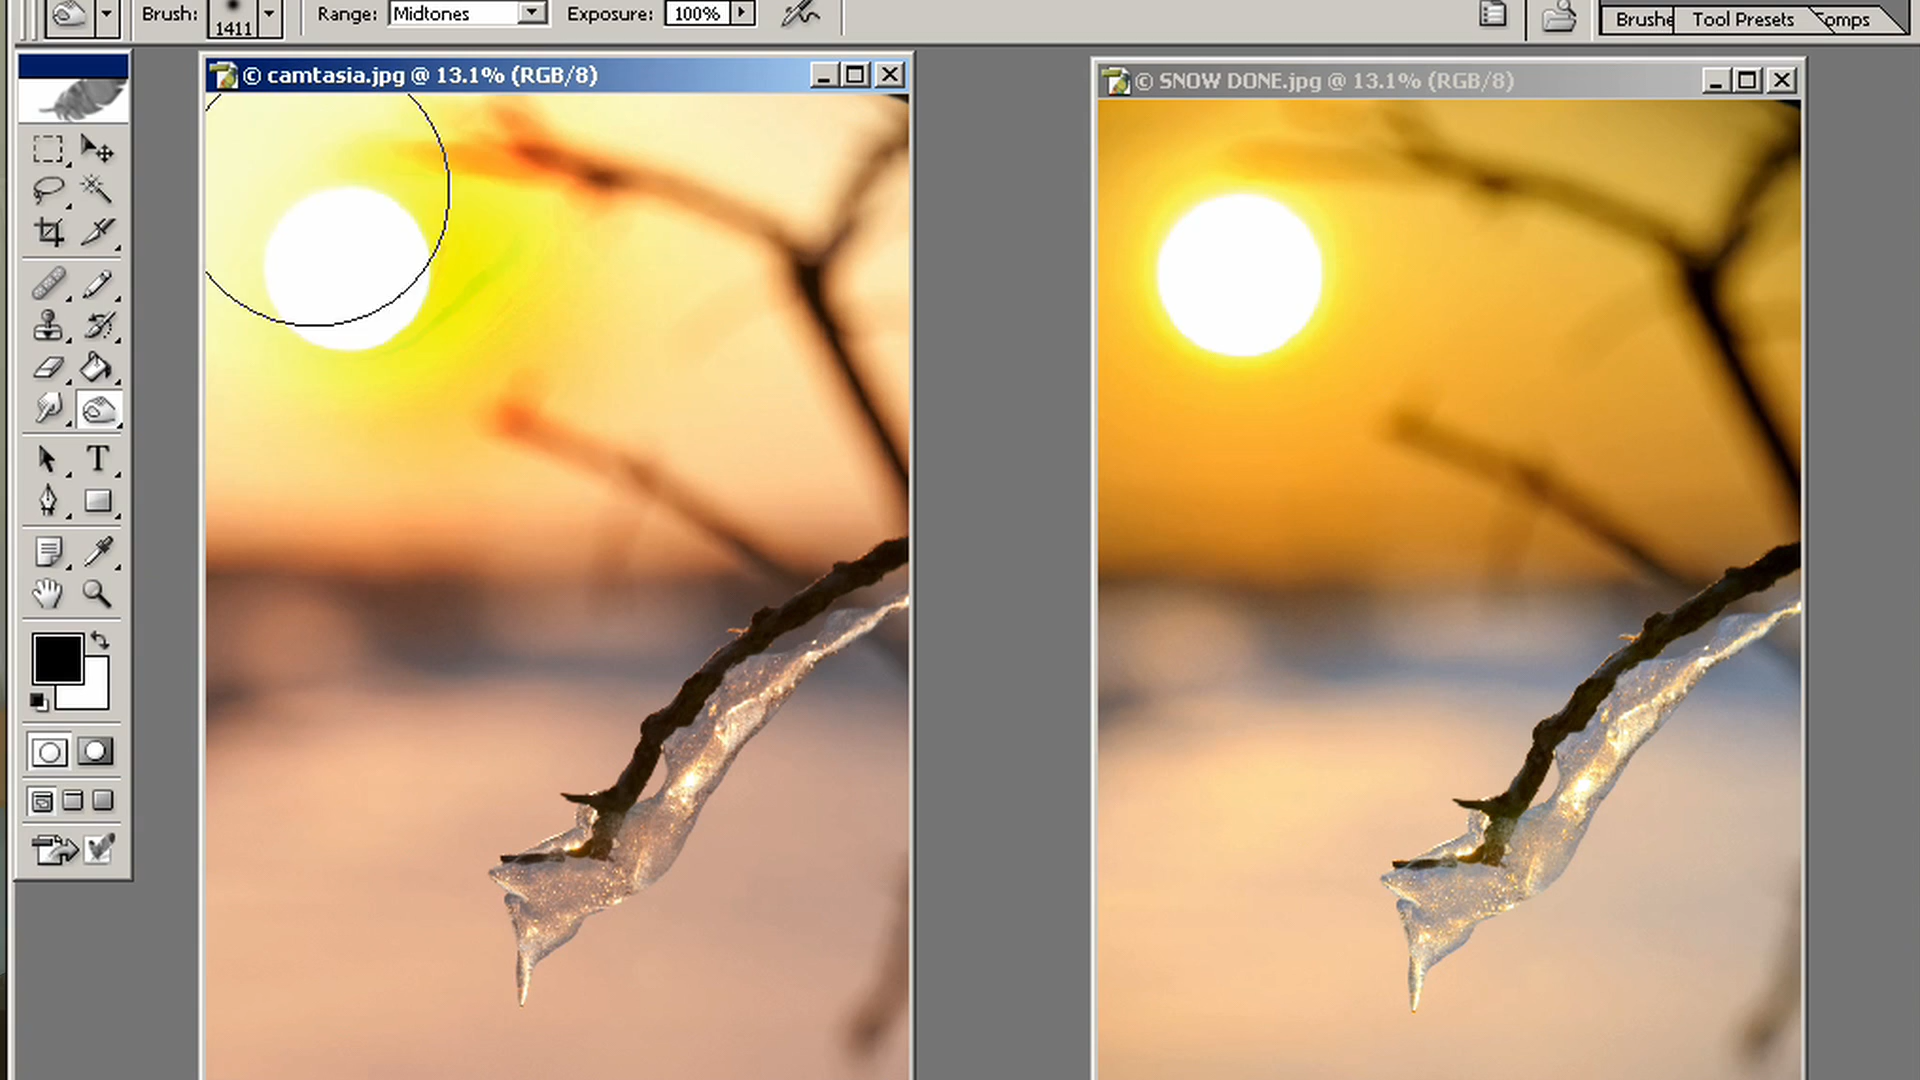 Brush: 1411 Range: Midtones Exposure: 100%
Brushe Tool Presets omps
© camtasia.jpg @ 13.1% (RGB/8)
© SNOW DONE.jpg @ 13.1% (RGB/8)
T